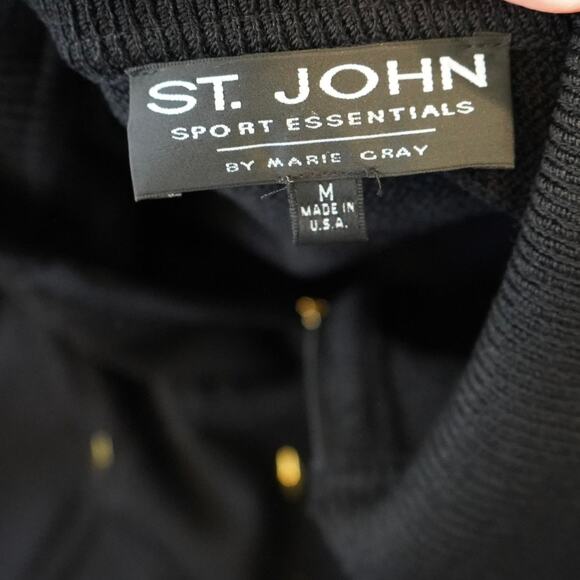 ST. JOHN
SPORT ESSENTIALS
BY MARIE GRAY
M
MADE IN
U.S.A.